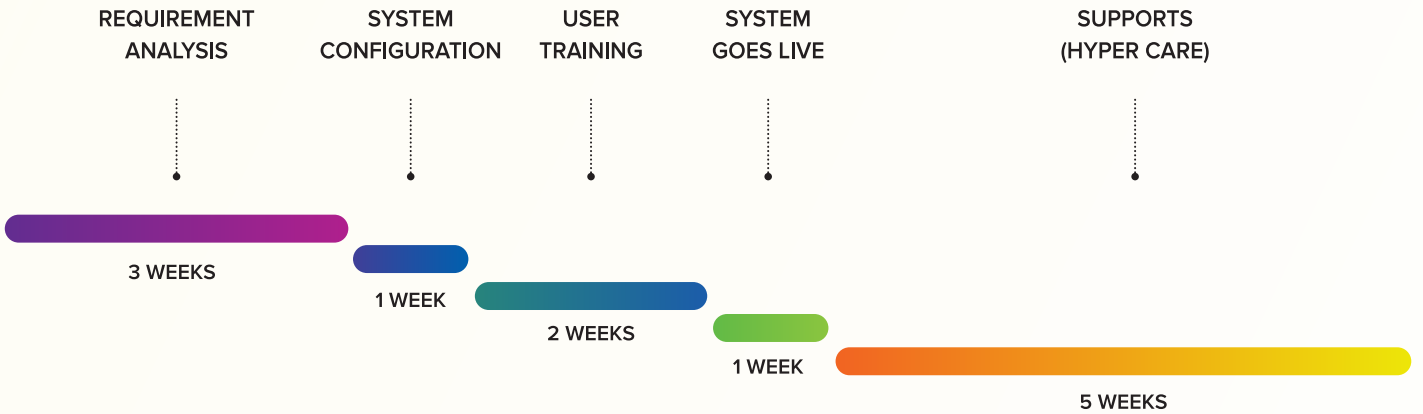 REQUIREMENT
ANALYSIS
SYSTEM
CONFIGURATION
USER
TRAINING
SYSTEM
GOES LIVE
SUPPORTS
(HYPER CARE)
3 WEEKS
1 WEEK
2 WEEKS
1 WEEK
5 WEEKS